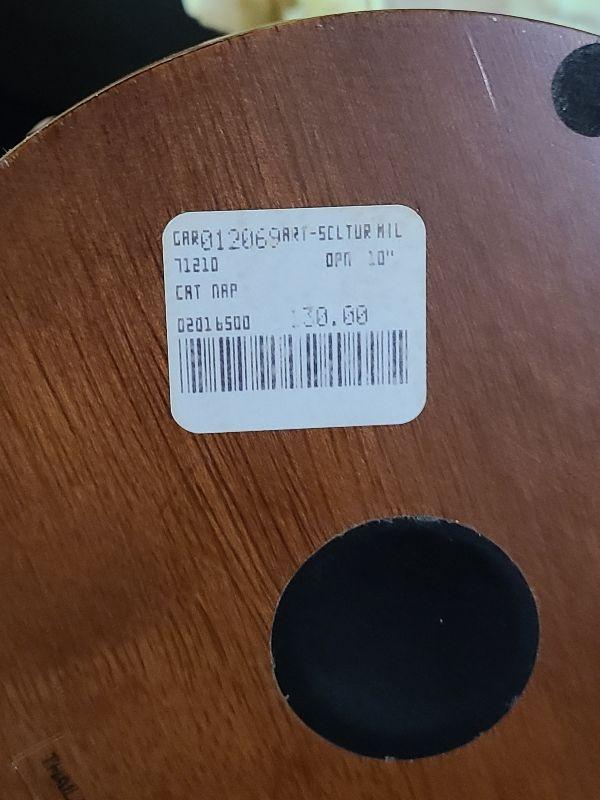 GAR012069ART-SCLTUR MIL
71210 OPN 10"
CAT NAP
02016500 130.00